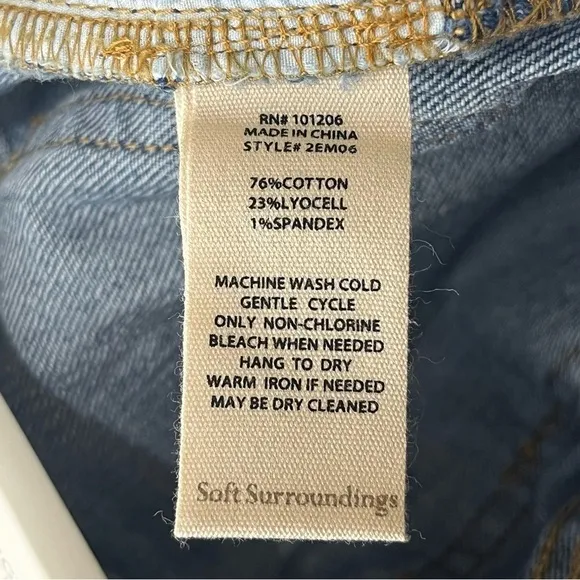 RN# 101206
MADE IN CHINA
STYLE# 2EM06
76%COTTON
23%LYOCELL
1%SPANDEX
MACHINE WASH COLD
GENTLE CYCLE
ONLY NON-CHLORINE
BLEACH WHEN NEEDED
HANG TO DRY
WARM IRON IF NEEDED
MAY BE DRY CLEANED
Soft Surroundings